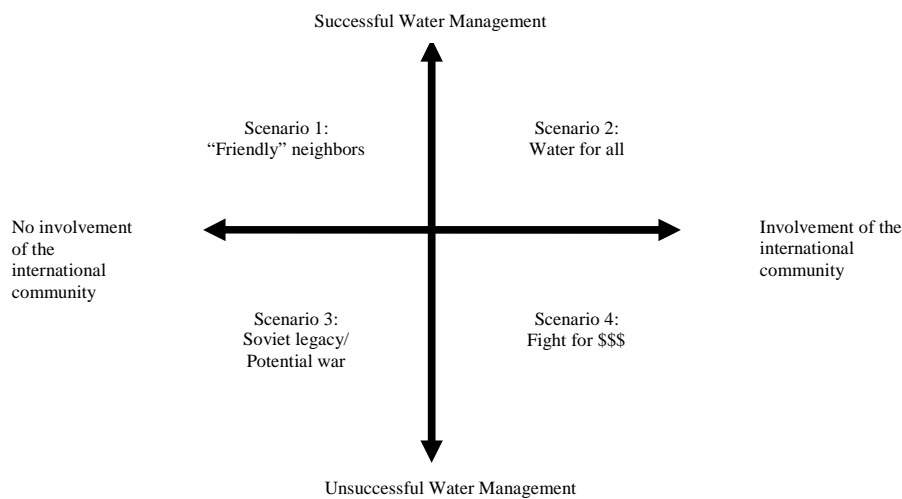 Successful Water Management
Scenario 1:
“Friendly” neighbors
Scenario 2:
Water for all
No involvement
of the
international
community
Involvement of the
international
community
Scenario 3:
Soviet legacy/
Potential war
Scenario 4:
Fight for $$$
Unsuccessful Water Management